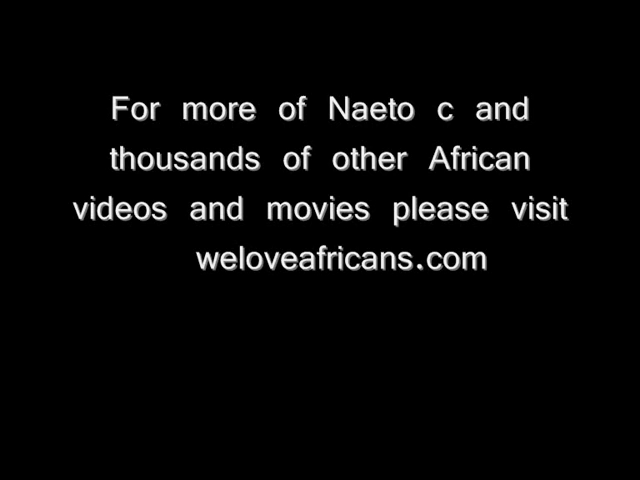 For more of Naeto c and
thousands of other African
videos and movies please visit
weloveafricans.com